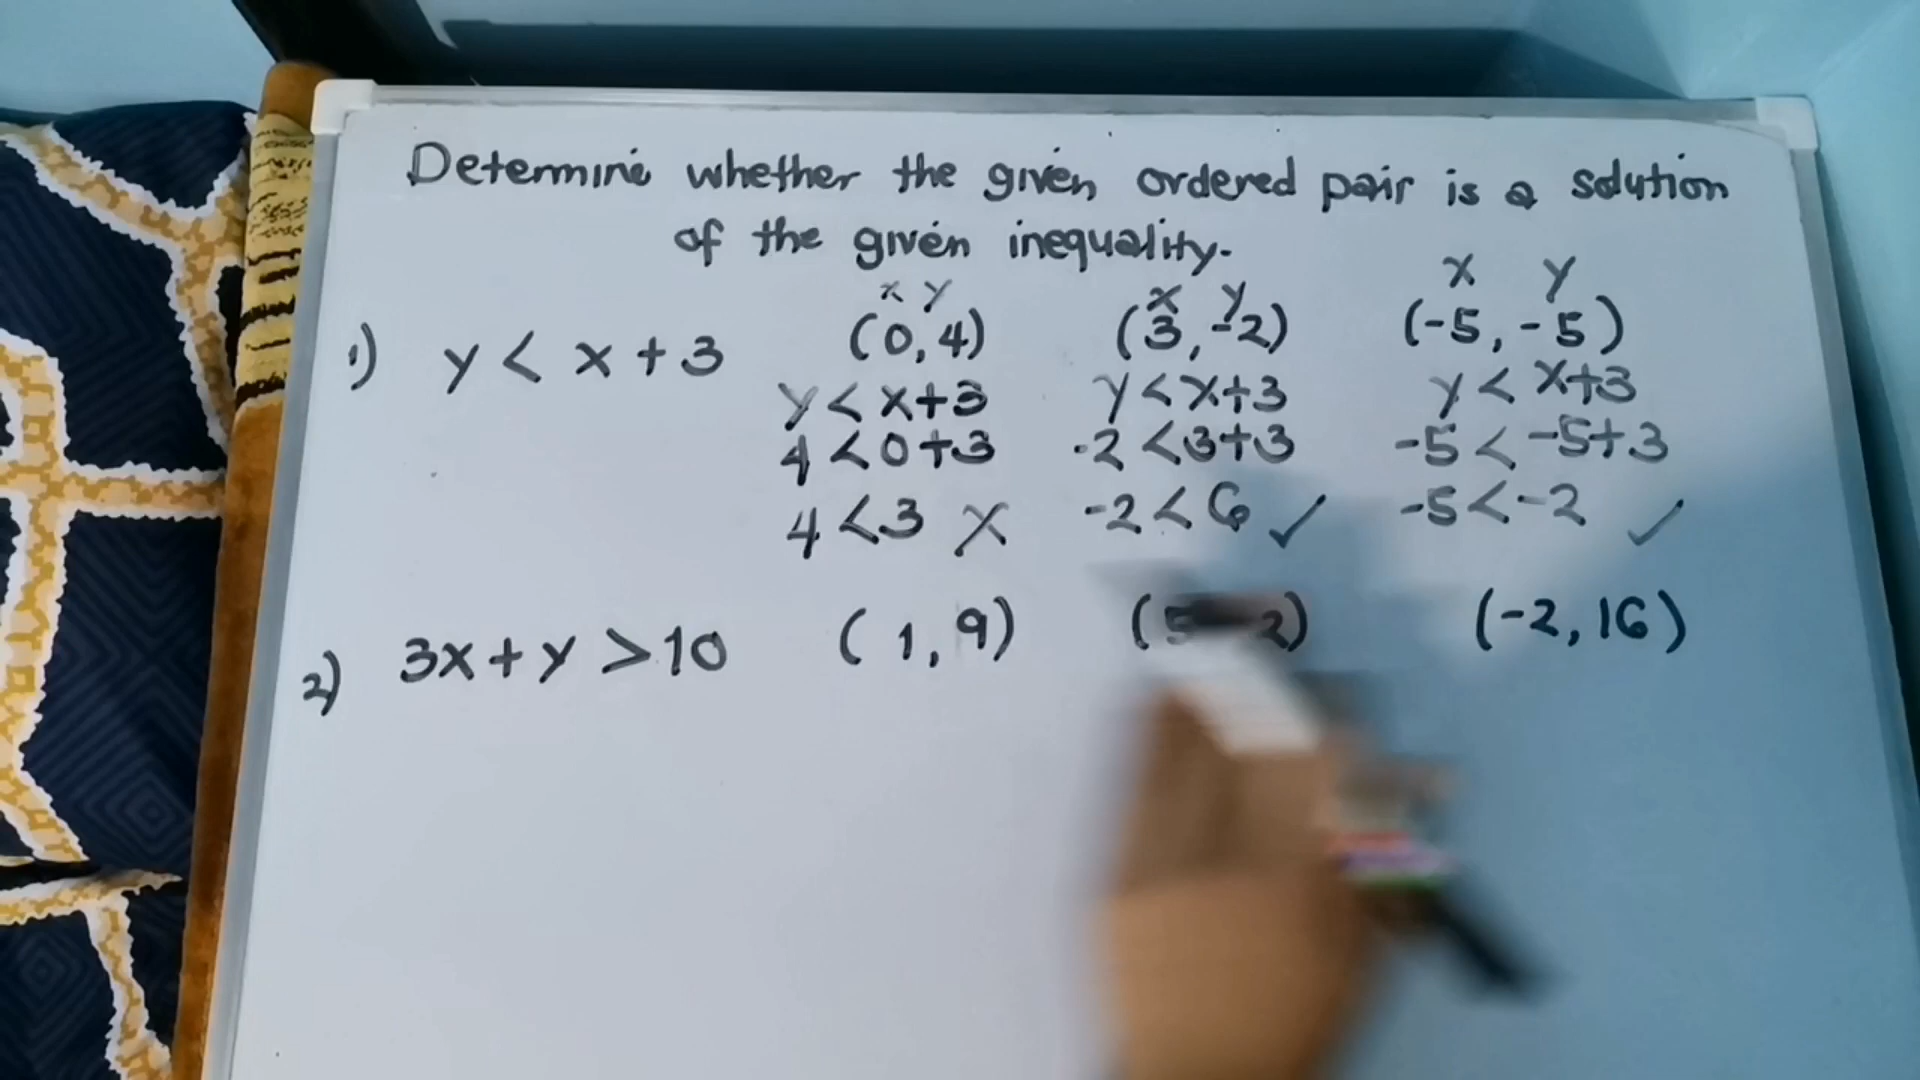 Determine whether the given ordered pair is a solution
of the given inequality.
x y x y x y
1) y < x + 3 (0, 4) (3, -2) (-5, -5)
y < x+3 y < x+3 y < x+3
4 < 0+3 -2 < 3+3 -5 < -5+3
4 < 3 X -2 < 6 ✓ -5 < -2 ✓
2) 3x + y > 10 (1, 9) (5 2) (-2, 16)